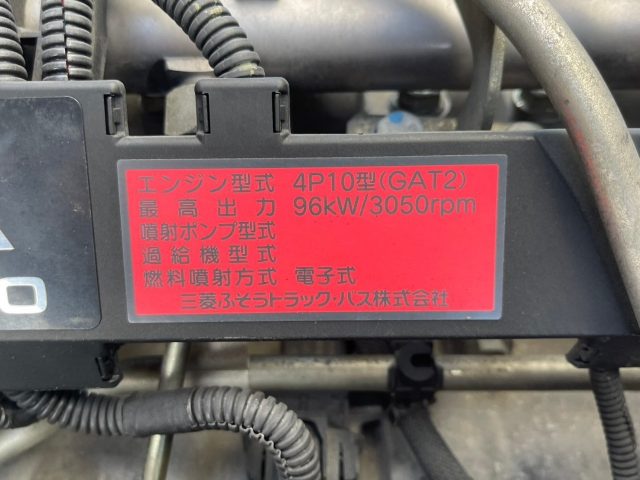 エンジン型式 4P10型(GAT2)
最高出力 96kW/3050rpm
噴射ポンプ型式
過給機型式
燃料噴射方式 電子式
三菱ふそうトラック・バス株式会社